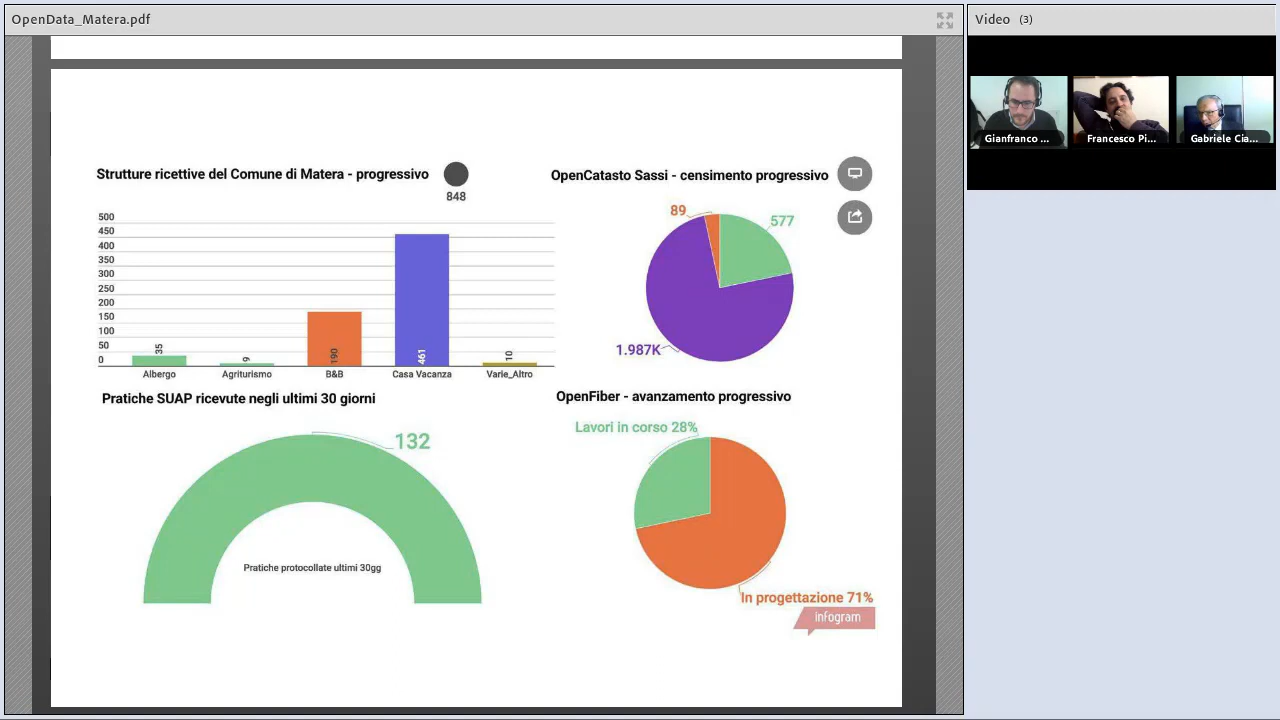 OpenData_Matera.pdf
Video (3)
Gianfranco ...
Francesco Pi...
Gabriele Cia...
Strutture ricettive del Comune di Matera - progressivo
848
500
450
400
350
300
250
200
150
100
50
0
35
9
190
461
10
Albergo
Agriturismo
B&B
Casa Vacanza
Varie_Altro
OpenCatasto Sassi - censimento progressivo
89
577
1.987K
Pratiche SUAP ricevute negli ultimi 30 giorni
132
Pratiche protocollate ultimi 30gg
OpenFiber - avanzamento progressivo
Lavori in corso 28%
In progettazione 71%
infogram